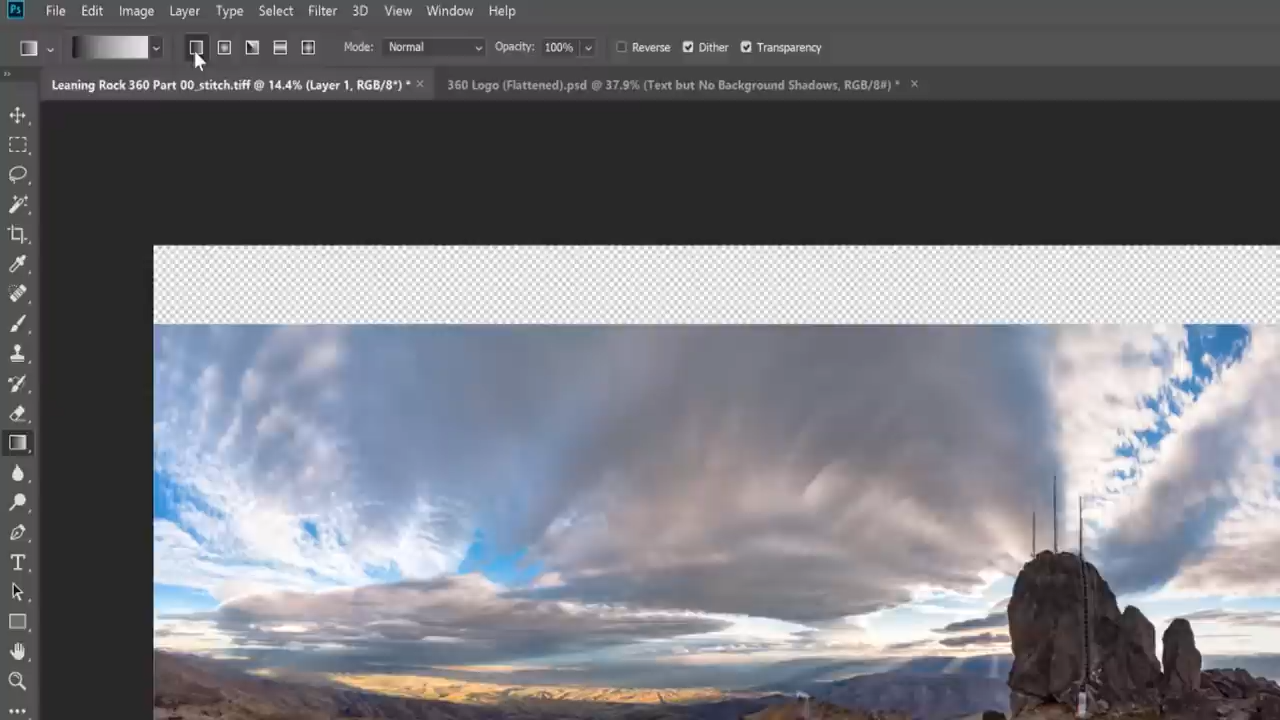 Ps File Edit Image Layer Type Select Filter 3D View Window Help
Mode: Normal Opacity: 100% Reverse Dither Transparency
Leaning Rock 360 Part 00_stitch.tiff @ 14.4% (Layer 1, RGB/8*) * × 360 Logo (Flattened).psd @ 37.9% (Text but No Background Shadows, RGB/8#) * ×
T